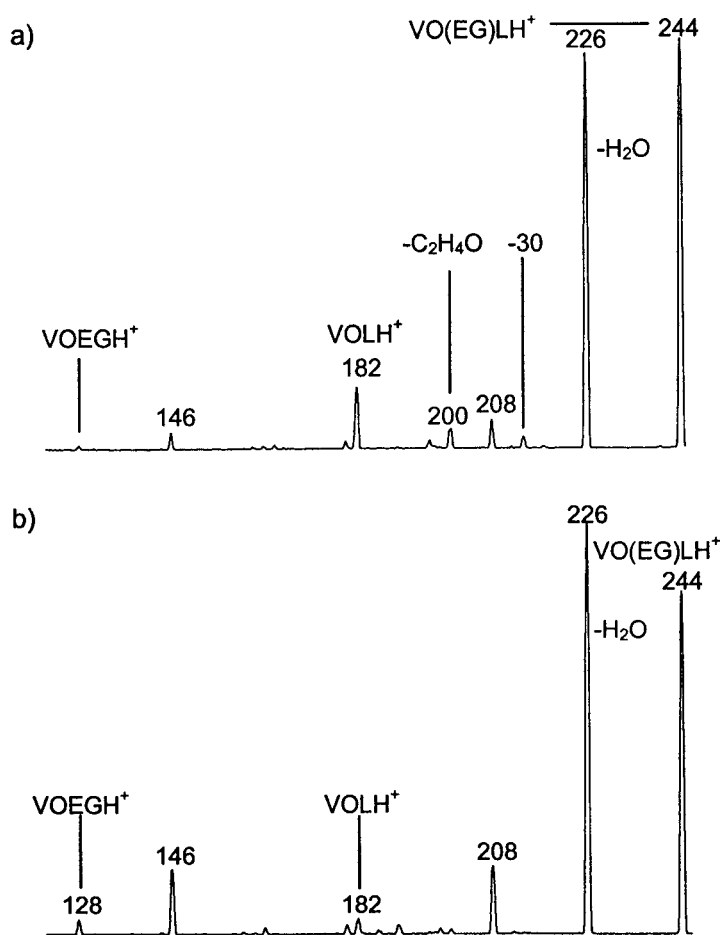 a)
VO(EG)LH⁺
226
244
-H₂O
-C₂H₄O
-30
VOEGH⁺
VOLH⁺
182
146
200
208
b)
226
VO(EG)LH⁺
244
-H₂O
VOEGH⁺
VOLH⁺
146
208
128
182